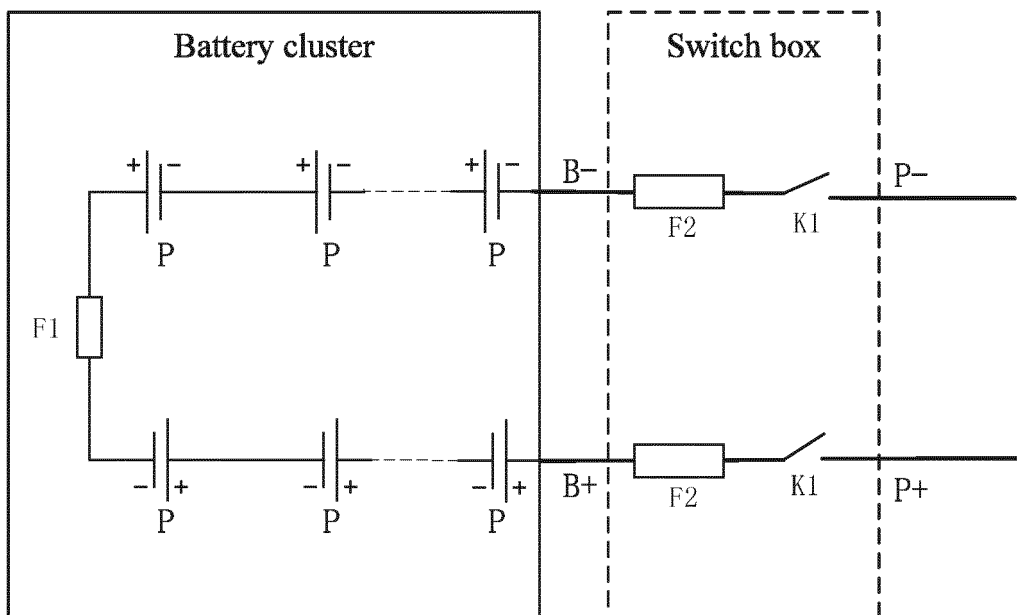 Battery cluster
Switch box
+ − + − + −
B−
P−
P P P
F2
K1
F1
B+
P+
− + − + − +
P P P
F2
K1